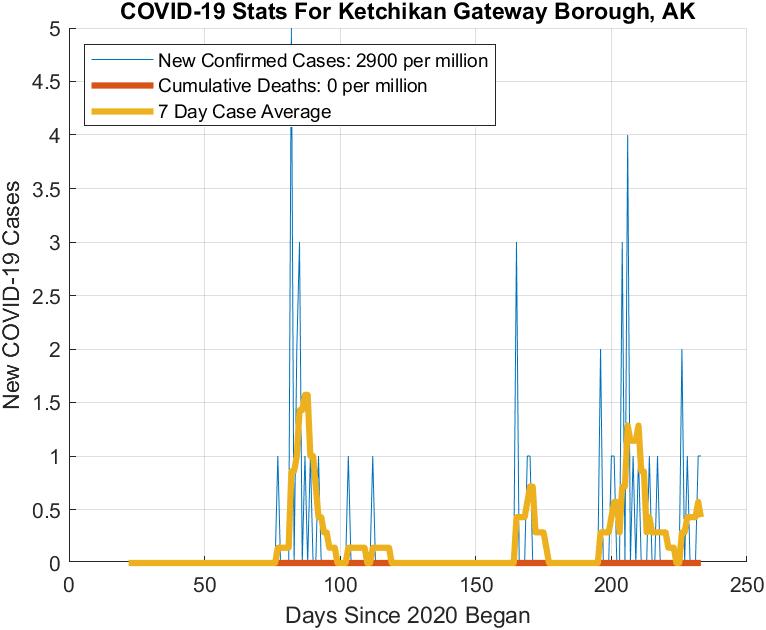 COVID-19 Stats For Ketchikan Gateway Borough, AK
New Confirmed Cases: 2900 per million
Cumulative Deaths: 0 per million
7 Day Case Average
New COVID-19 Cases
5
4.5
4
3.5
3
2.5
2
1.5
1
0.5
0
0 50 100 150 200 250
Days Since 2020 Began